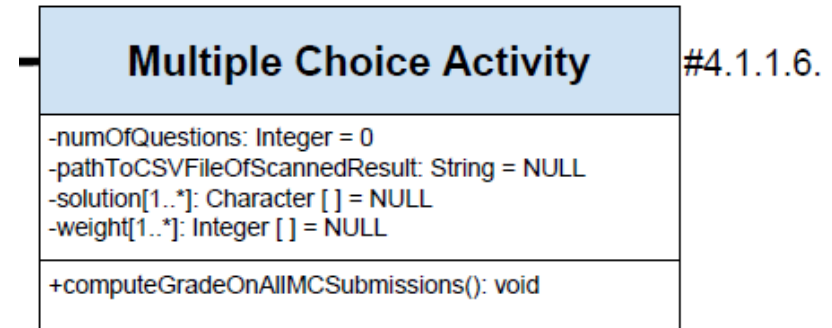 Multiple Choice Activity
#4.1.1.6.
-numOfQuestions: Integer = 0
-pathToCSVFileOfScannedResult: String = NULL
-solution[1..*]: Character [ ] = NULL
-weight[1..*]: Integer [ ] = NULL
+computeGradeOnAllMCSubmissions(): void